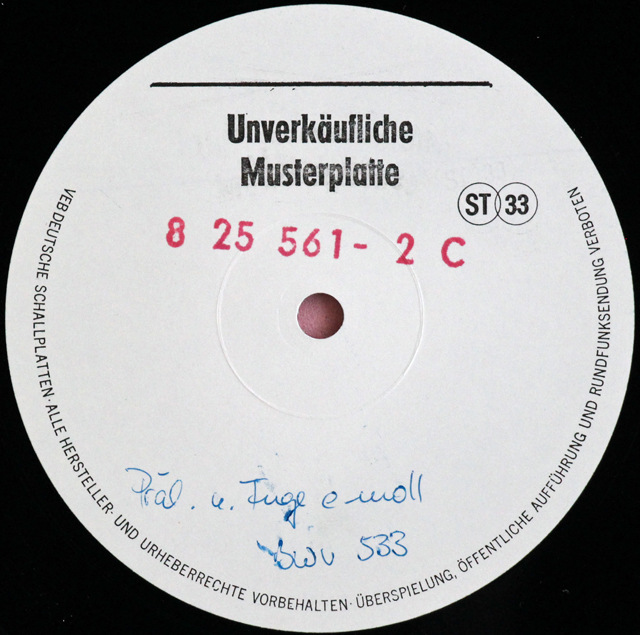 Unverkäufliche
Musterplatte
ST 33
8 25 561 - 2 C
Präl. u. Fuge e moll
BWV 533
VEB DEUTSCHE SCHALLPLATTEN · ALLE HERSTELLER- UND URHEBERRECHTE VORBEHALTEN · ÜBERSPIELUNG, ÖFFENTLICHE AUFFÜHRUNG UND RUNDFUNKSENDUNG VERBOTEN